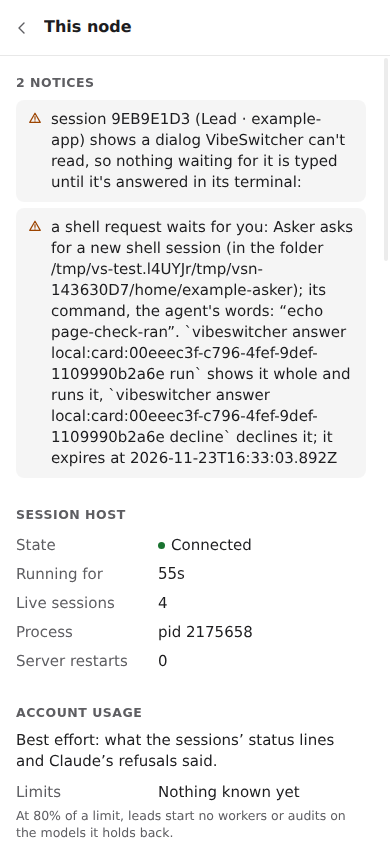 This node
2 NOTICES
session 9EB9E1D3 (Lead · example-
app) shows a dialog VibeSwitcher can't
read, so nothing waiting for it is typed
until it's answered in its terminal:
a shell request waits for you: Asker asks
for a new shell session (in the folder
/tmp/vs-test.l4UYJr/tmp/vsn-
143630D7/home/example-asker); its
command, the agent's words: “echo
page-check-ran”. `vibeswitcher answer
local:card:00eeec3f-c796-4fef-9def-
1109990b2a6e run` shows it whole and
runs it, `vibeswitcher answer
local:card:00eeec3f-c796-4fef-9def-
1109990b2a6e decline` declines it; it
expires at 2026-11-23T16:33:03.892Z
SESSION HOST
State Connected
Running for 55s
Live sessions 4
Process pid 2175658
Server restarts 0
ACCOUNT USAGE
Best effort: what the sessions’ status lines
and Claude’s refusals said.
Limits Nothing known yet
At 80% of a limit, leads start no workers or audits on
the models it holds back.